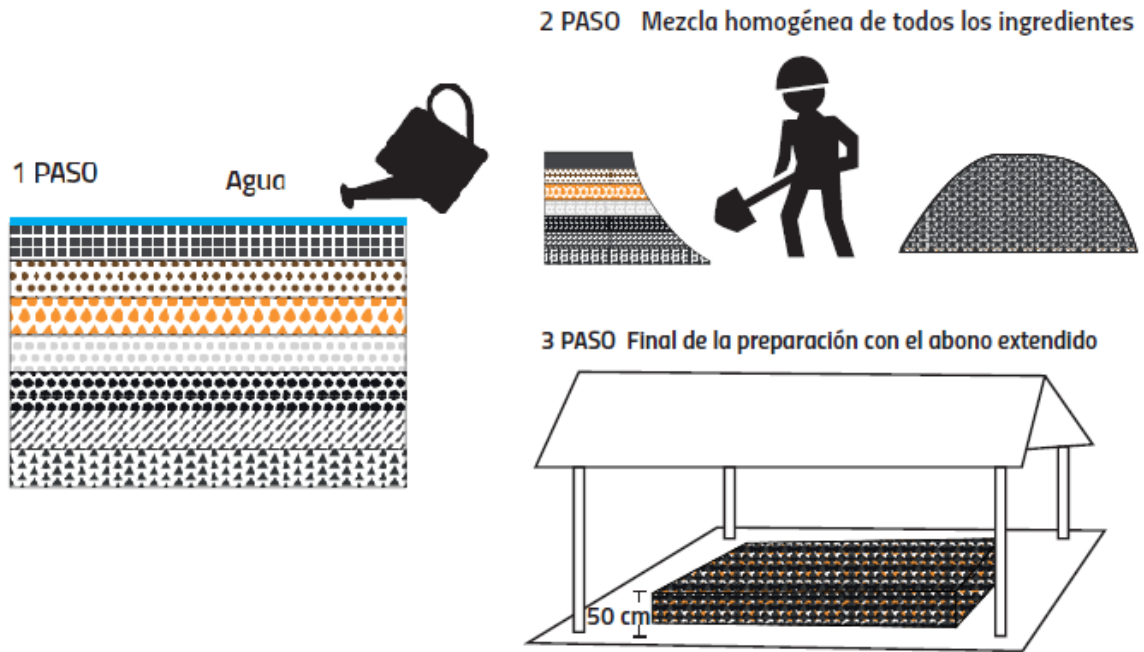 1 PASO
Agua
2 PASO Mezcla homogénea de todos los ingredientes
3 PASO Final de la preparación con el abono extendido
50 cm